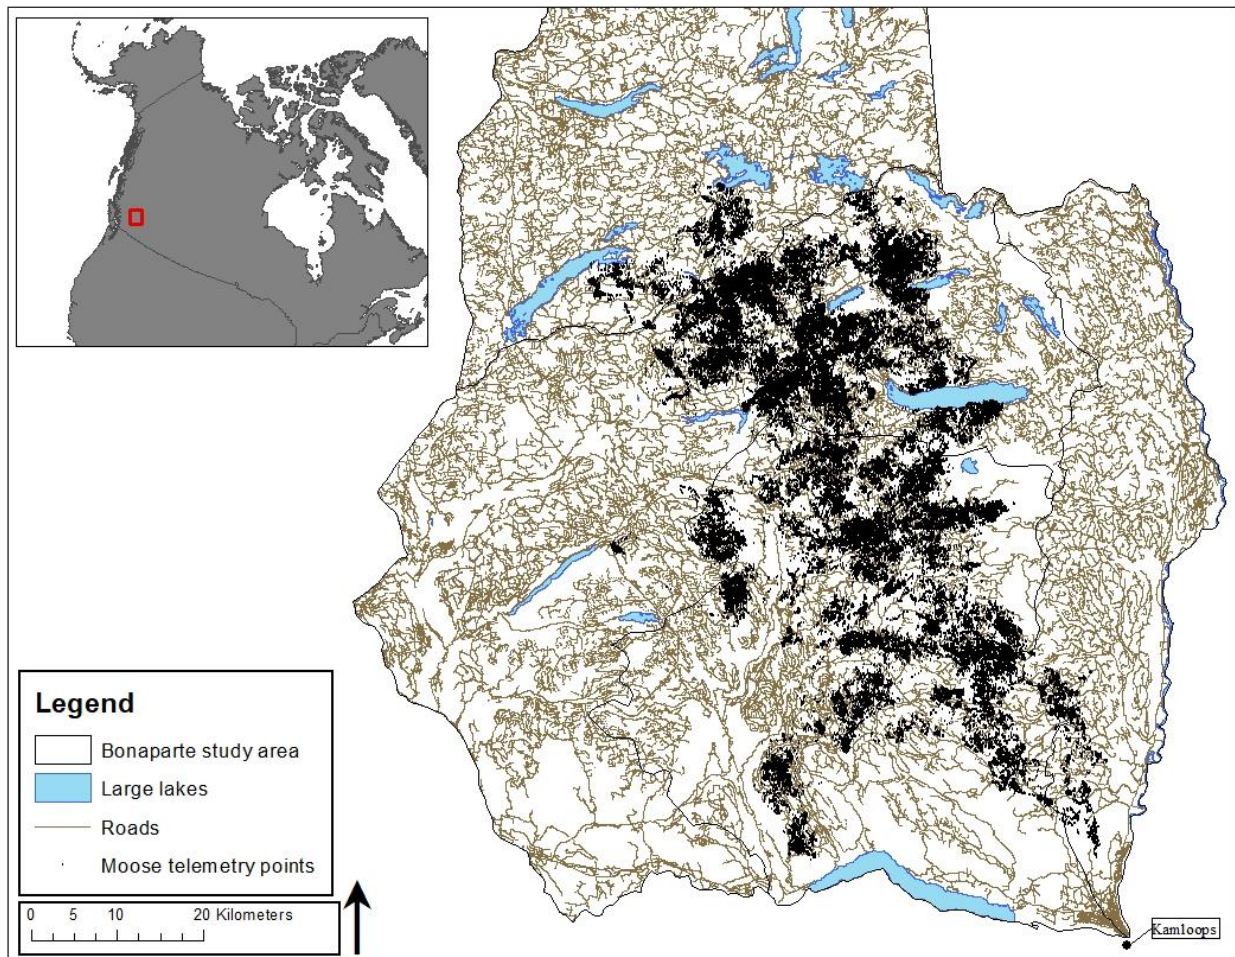 Legend
Bonaparte study area
Large lakes
Roads
Moose telemetry points
0 5 10 20 Kilometers
Kamloops